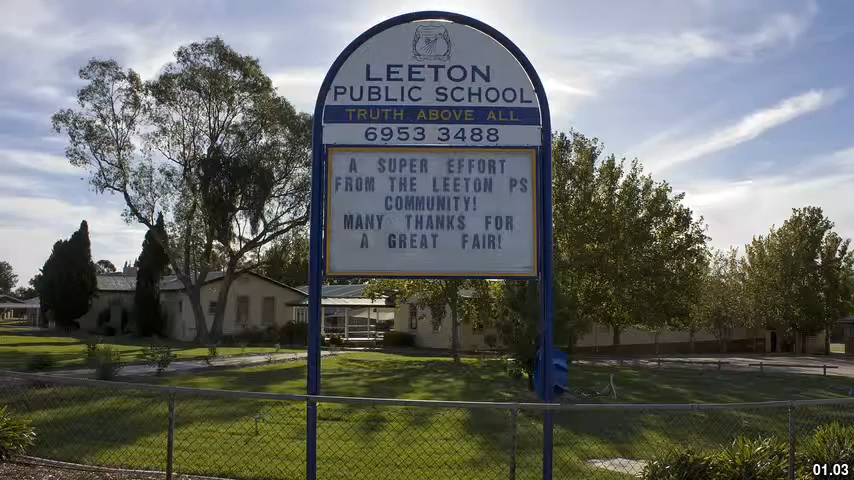 LEETON
PUBLIC SCHOOL
TRUTH ABOVE ALL
6953 3488
A SUPER EFFORT
FROM THE LEETON PS
COMMUNITY!
MANY THANKS FOR
A GREAT FAIR!
01.03